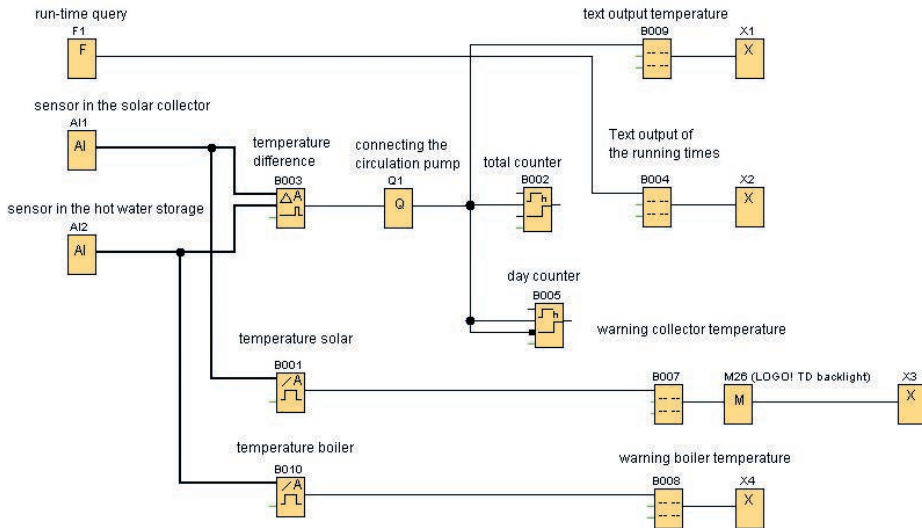 run-time query
F1
F
text output temperature
B009
X1
X
sensor in the solar collector
AI1
AI
temperature
difference
B003
ΔA
connecting the
circulation pump
Q1
Q
total counter
B002
h
Text output of
the running times
B004
X2
X
sensor in the hot water storage
AI2
AI
day counter
B005
h
warning collector temperature
temperature solar
B001
/A
B007
M26 (LOGO! TD backlight)
M
X3
X
temperature boiler
B010
/A
warning boiler temperature
B008
X4
X